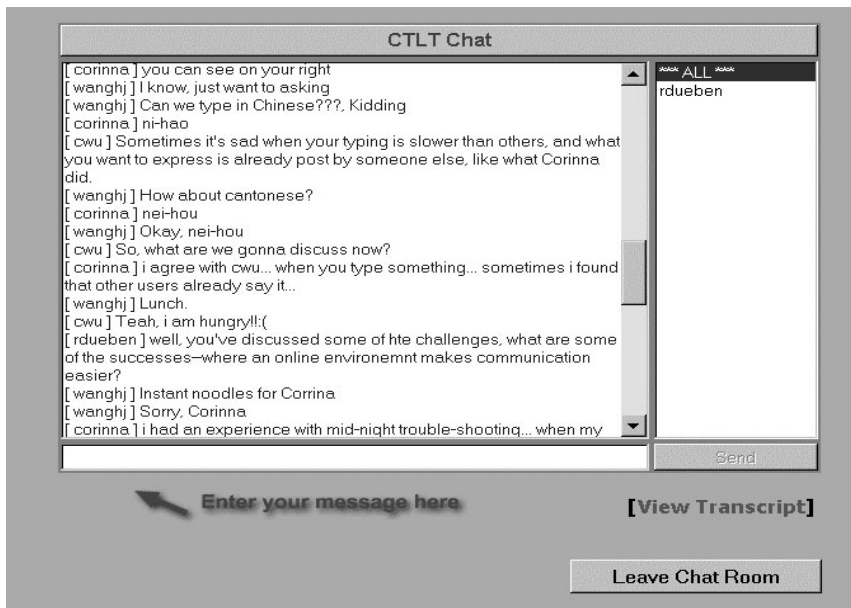 CTLT Chat
[ corinna ] you can see on your right
[ wanghj ] I know, just want to asking
[ wanghj ] Can we type in Chinese???, Kidding
[ corinna ] ni-hao
[ cwu ] Sometimes it's sad when your typing is slower than others, and what
you want to express is already post by someone else, like what Corinna
did.
[ wanghj ] How about cantonese?
[ corinna ] nei-hou
[ wanghj ] Okay, nei-hou
[ cwu ] So, what are we gonna discuss now?
[ corinna ] i agree with cwu... when you type something... sometimes i found
that other users already say it...
[ wanghj ] Lunch.
[ cwu ] Teah, i am hungry!!:(
[ rdueben ] well, you've discussed some of hte challenges, what are some
of the successes—where an online environemnt makes communication
easier?
[ wanghj ] Instant noodles for Corrina
[ wanghj ] Sorry, Corinna
[ corinna ] i had an experience with mid-night trouble-shooting... when my
*** ALL ***
rdueben
Send
Enter your message here
[View Transcript]
Leave Chat Room